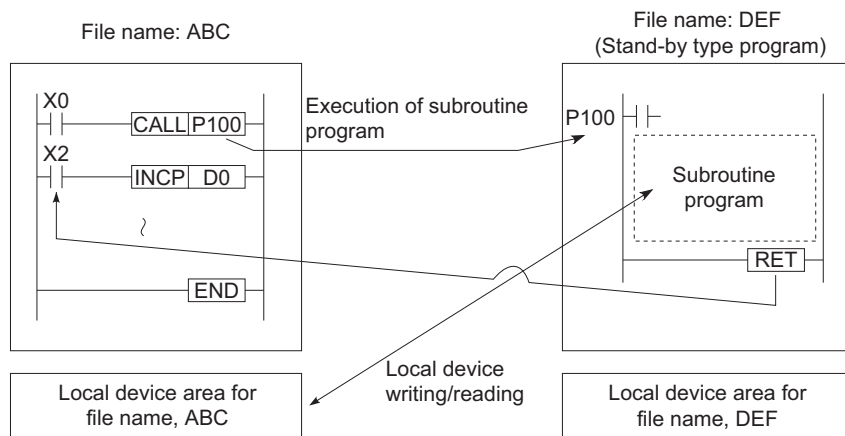 File name: ABC
File name: DEF
(Stand-by type program)
X0
CALL P100
X2
INCP D0
END
Execution of subroutine
program
P100
Subroutine
program
RET
Local device
writing/reading
Local device area for
file name, ABC
Local device area for
file name, DEF